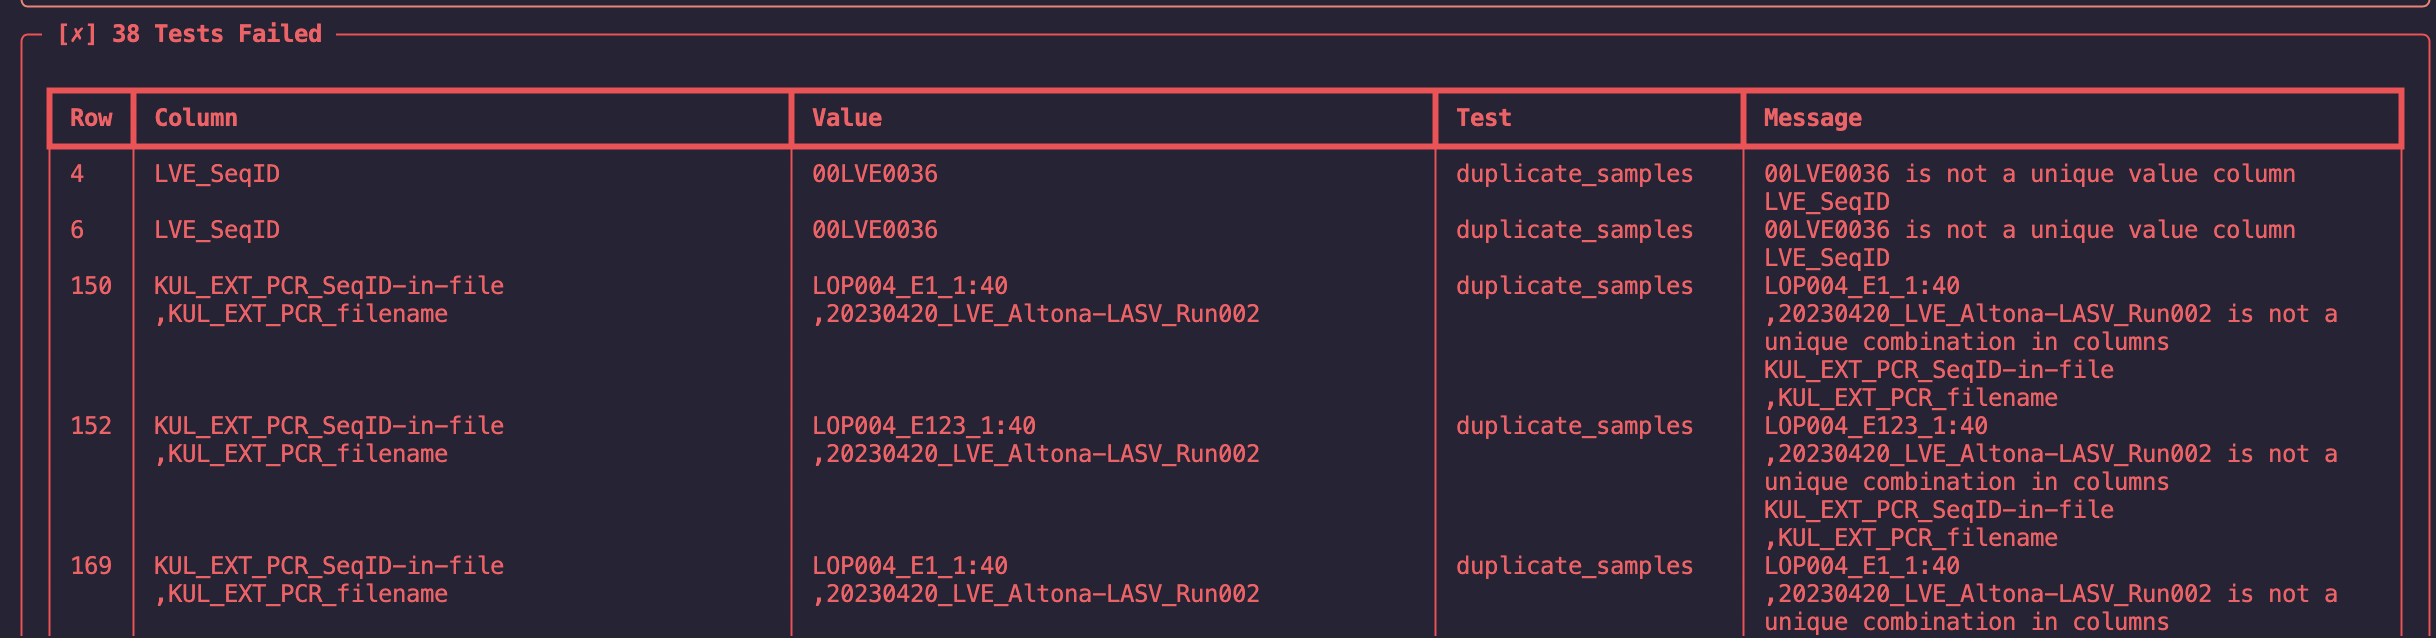 [✗] 38 Tests Failed
Row Column Value Test Message
4 LVE_SeqID 00LVE0036 duplicate_samples 00LVE0036 is not a unique value column
LVE_SeqID
6 LVE_SeqID 00LVE0036 duplicate_samples 00LVE0036 is not a unique value column
LVE_SeqID
150 KUL_EXT_PCR_SeqID-in-file LOP004_E1_1:40 duplicate_samples LOP004_E1_1:40
,KUL_EXT_PCR_filename ,20230420_LVE_Altona-LASV_Run002 ,20230420_LVE_Altona-LASV_Run002 is not a
unique combination in columns
KUL_EXT_PCR_SeqID-in-file
,KUL_EXT_PCR_filename
152 KUL_EXT_PCR_SeqID-in-file LOP004_E123_1:40 duplicate_samples LOP004_E123_1:40
,KUL_EXT_PCR_filename ,20230420_LVE_Altona-LASV_Run002 ,20230420_LVE_Altona-LASV_Run002 is not a
unique combination in columns
KUL_EXT_PCR_SeqID-in-file
,KUL_EXT_PCR_filename
169 KUL_EXT_PCR_SeqID-in-file LOP004_E1_1:40 duplicate_samples LOP004_E1_1:40
,KUL_EXT_PCR_filename ,20230420_LVE_Altona-LASV_Run002 ,20230420_LVE_Altona-LASV_Run002 is not a
unique combination in columns